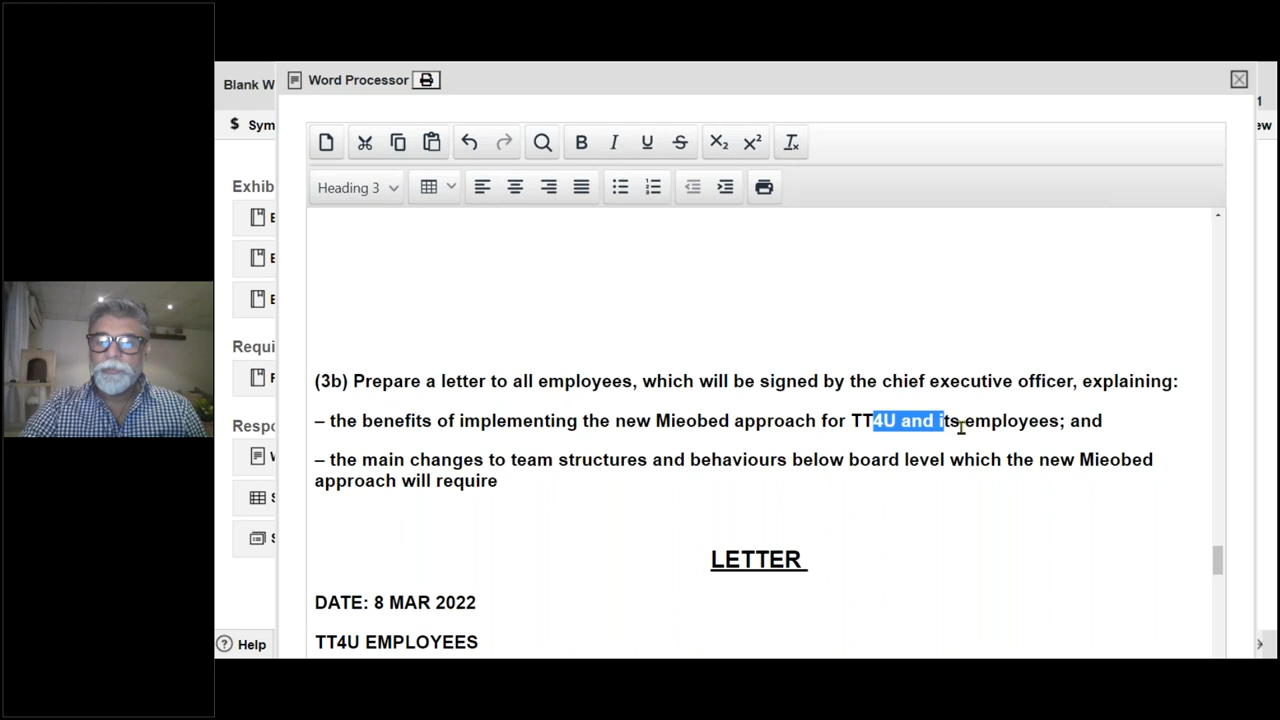 Blank W
Word Processor
1
$ Sym
ew
Heading 3
Exhib
E
E
E
Requi
F
Respo
W
S
S
Help
(3b) Prepare a letter to all employees, which will be signed by the chief executive officer, explaining:
– the benefits of implementing the new Mieobed approach for TT4U and its employees; and
– the main changes to team structures and behaviours below board level which the new Mieobed
approach will require
LETTER
DATE: 8 MAR 2022
TT4U EMPLOYEES